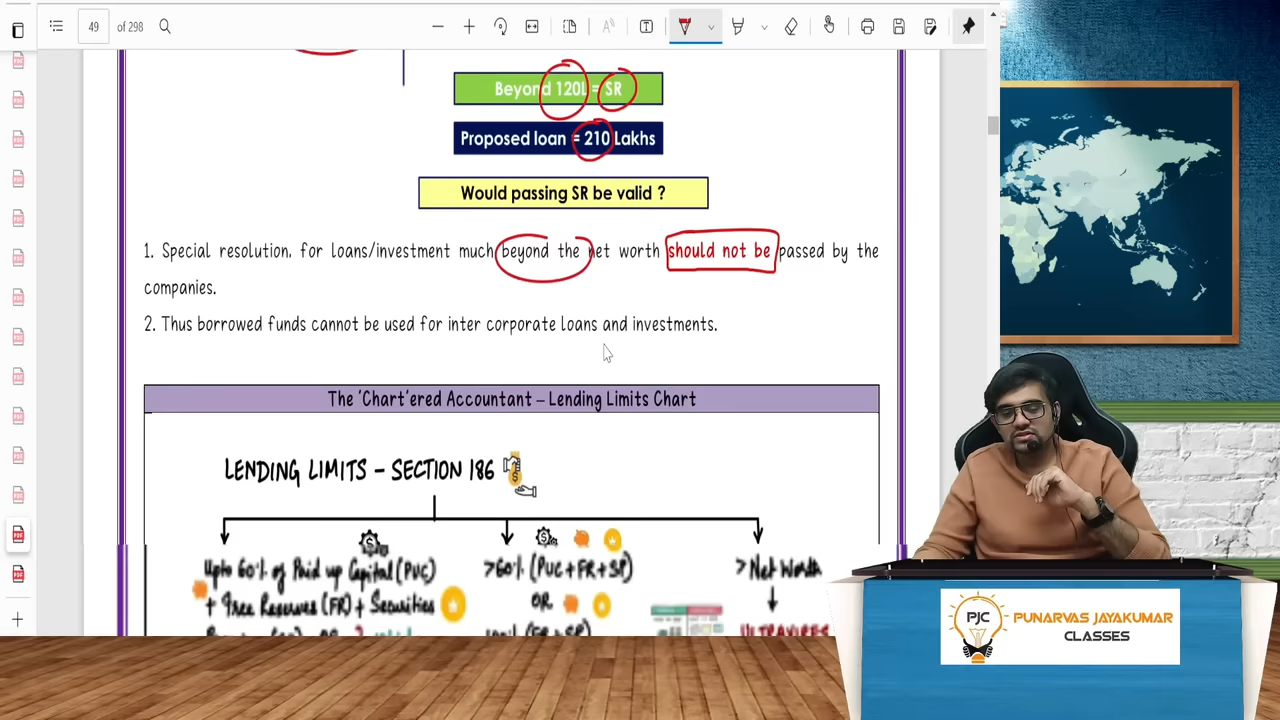 49 of 298
Beyond 120L = SR
Proposed loan = 210 Lakhs
Would passing SR be valid ?
1. Special resolution, for loans/investment much beyond the net worth should not be passed by the
companies.
2. Thus borrowed funds cannot be used for inter corporate loans and investments.
The 'Chart'ered Accountant – Lending Limits Chart
LENDING LIMITS - SECTION 186
Upto 60% of Paid up Capital (PUC)
+ Free Reserves (FR) + Securities
>60% (PUC+FR+SP)
OR
100% (FR+SP)
> Net Worth
ULTRAVIRES
PJC
PUNARVAS JAYAKUMAR
CLASSES